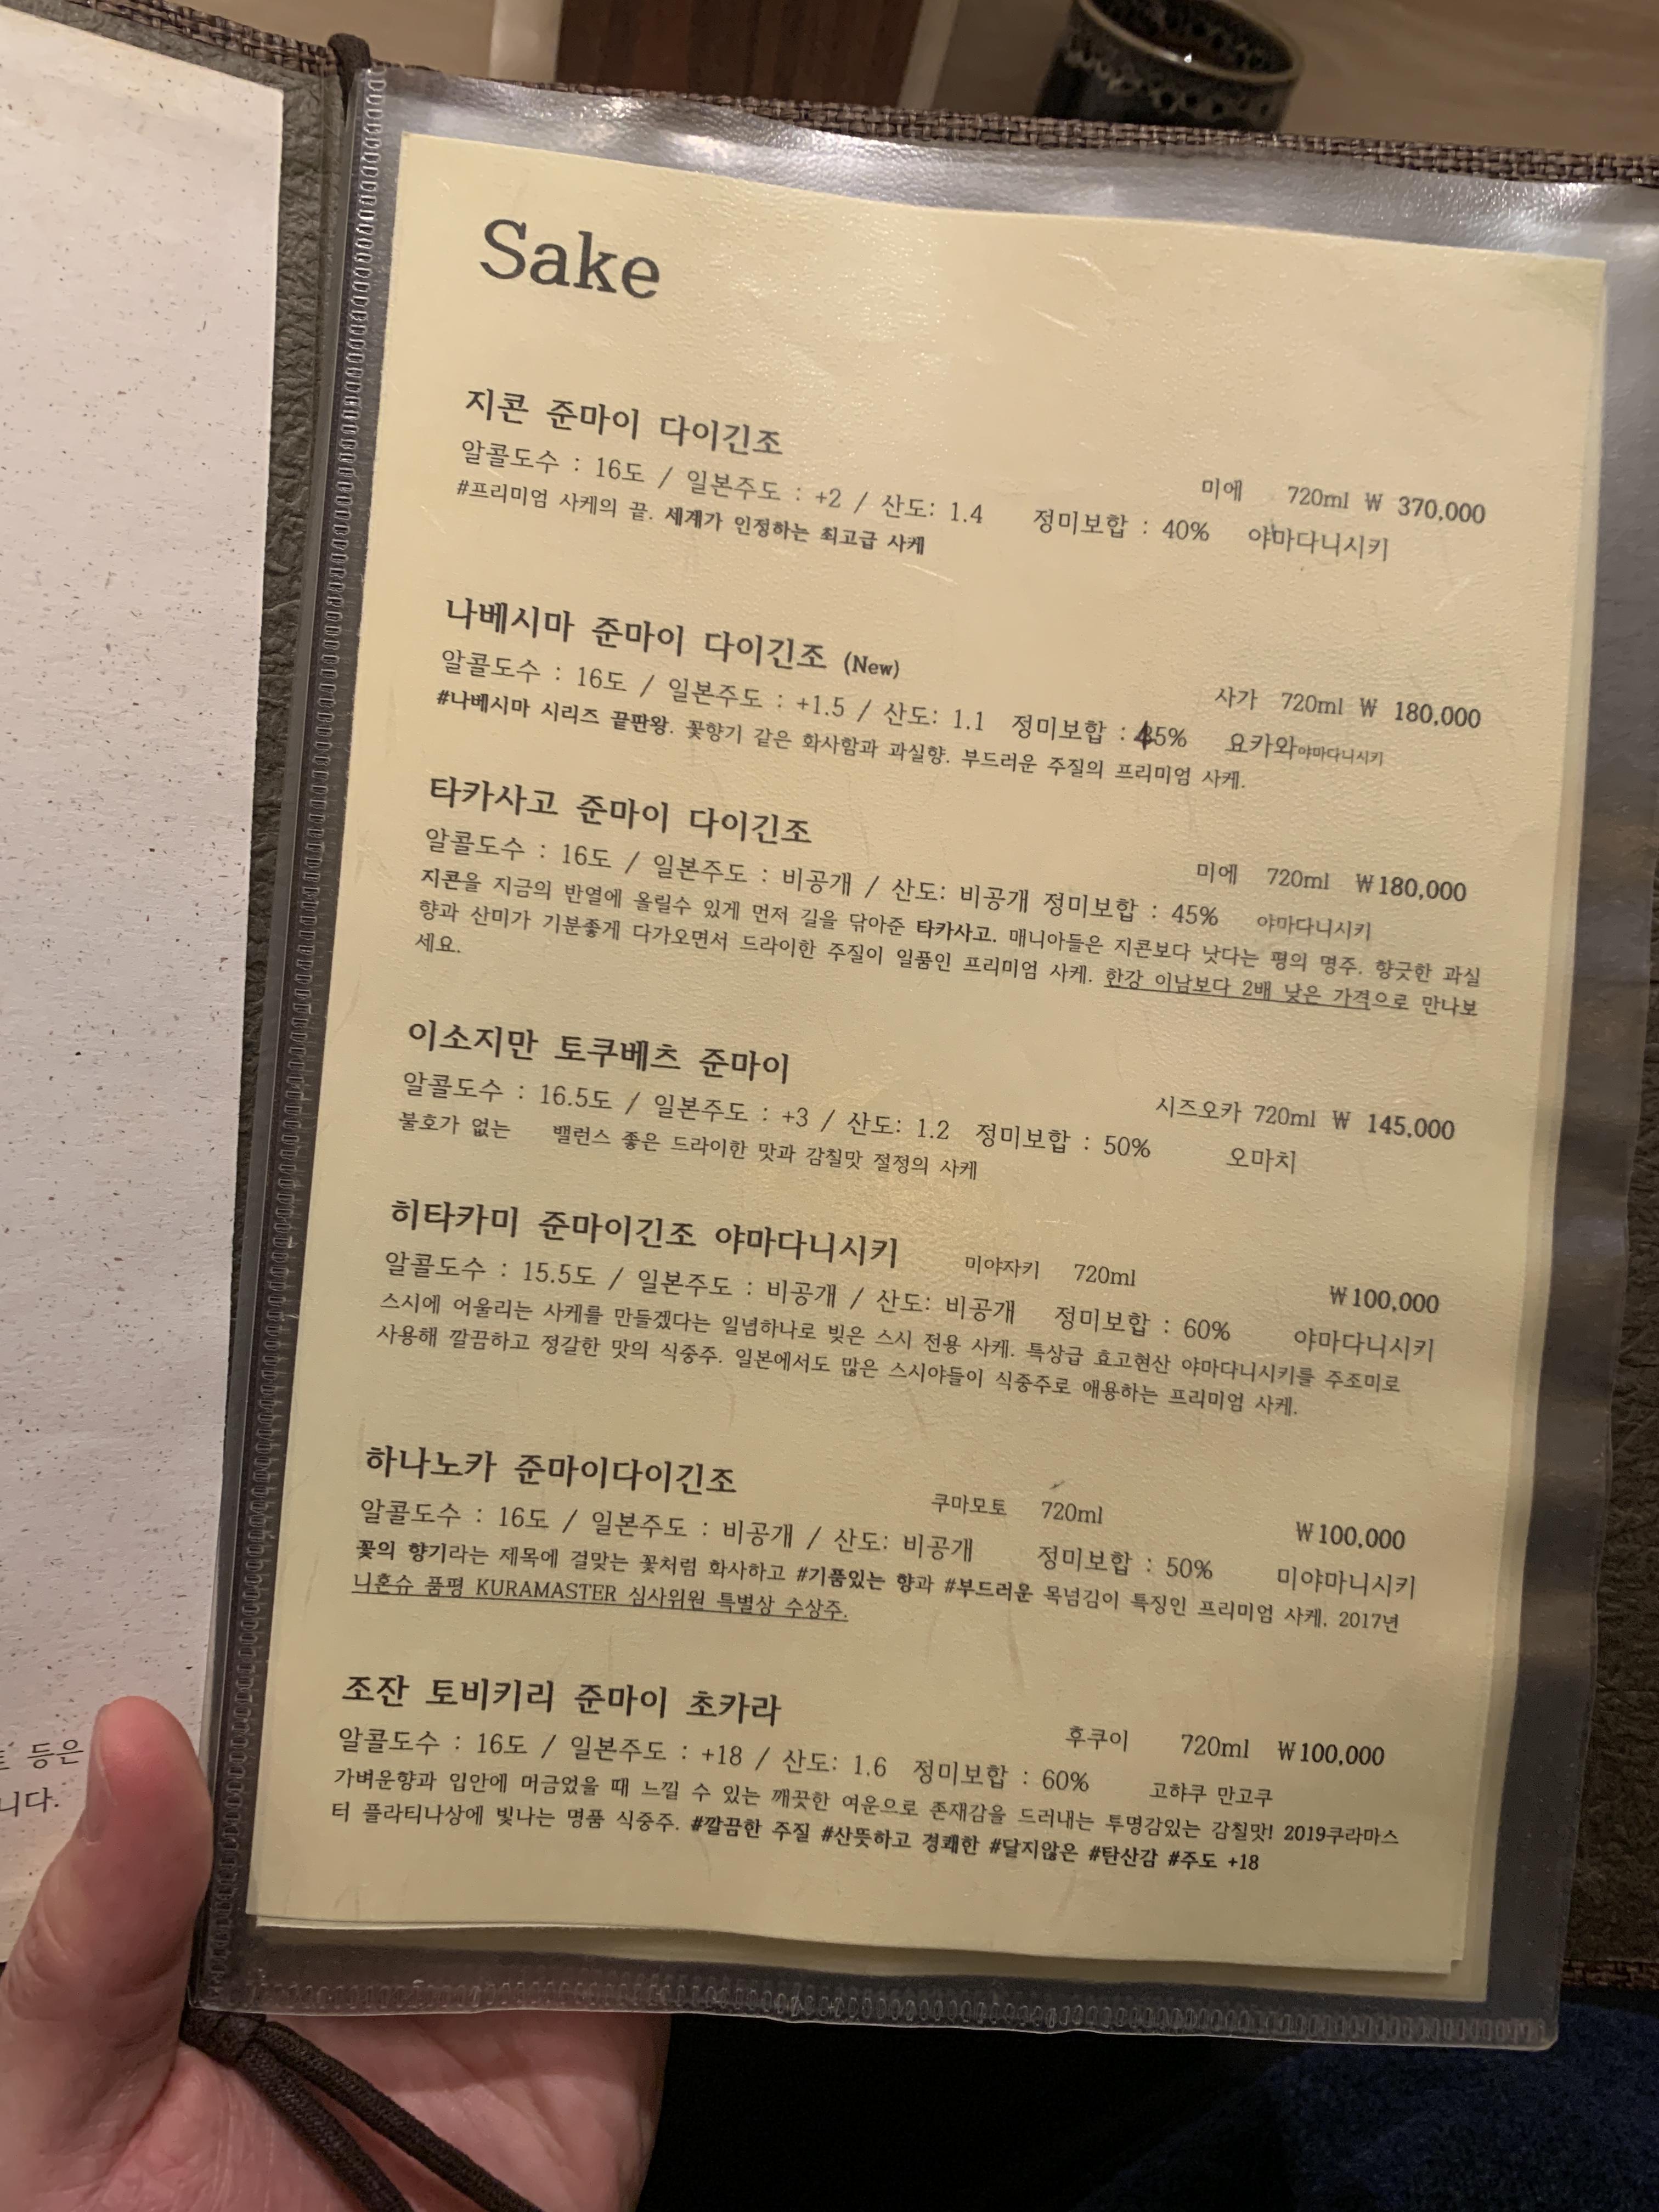 Sake
지콘 준마이 다이긴조
미에 720ml ₩ 370,000
알콜도수 : 16도 / 일본주도 : +2 / 산도: 1.4 정미보합 : 40% 야마다니시키
#프리미엄 사케의 끝. 세계가 인정하는 최고급 사케
나베시마 준마이 다이긴조 (New)
사가 720ml ₩ 180,000
알콜도수 : 16도 / 일본주도 : +1.5 / 산도: 1.1 정미보합 : 요카와야마다니시키
#나베시마 시리즈 끝판왕. 꽃향기 같은 화사함과 과실향. 부드러운 주질의 프리미엄 사케.
타카사고 준마이 다이긴조
미에 720ml ₩180,000
알콜도수 : 16도 / 일본주도 : 비공개 / 산도: 비공개 정미보합 : 45% 야마다니시키
지콘을 지금의 반열에 올릴수 있게 먼저 길을 닦아준 타카사고. 매니아들은 지콘보다 낫다는 평의 명주. 향긋한 과실
향과 산미가 기분좋게 다가오면서 드라이한 주질이 일품인 프리미엄 사케. 한강 이남보다 2배 낮은 가격으로 만나보
세요.
이소지만 토쿠베츠 준마이
시즈오카 720ml ₩ 145,000
알콜도수 : 16.5도 / 일본주도 : +3 / 산도: 1.2 정미보합 : 50% 오마치
불호가 없는 밸런스 좋은 드라이한 맛과 감칠맛 절정의 사케
히타카미 준마이긴조 야마다니시키 미야자키 720ml ₩100,000
알콜도수 : 15.5도 / 일본주도 : 비공개 / 산도: 비공개 정미보합 : 60% 야마다니시키
스시에 어울리는 사케를 만들겠다는 일념하나로 빚은 스시 전용 사케. 특상급 효고현산 야마다니시키를 주조미로
사용해 깔끔하고 정갈한 맛의 식중주. 일본에서도 많은 스시야들이 식중주로 애용하는 프리미엄 사케.
하나노카 준마이다이긴조 쿠마모토 720ml ₩100,000
알콜도수 : 16도 / 일본주도 : 비공개 / 산도: 비공개 정미보합 : 50% 미야마니시키
꽃의 향기라는 제목에 걸맞는 꽃처럼 화사하고 #기품있는 향과 #부드러운 목넘김이 특징인 프리미엄 사케. 2017년
니혼슈 품평 KURAMASTER 심사위원 특별상 수상주.
조잔 토비키리 준마이 초카라 후쿠이 720ml ₩100,000
알콜도수 : 16도 / 일본주도 : +18 / 산도: 1.6 정미보합 : 60% 고햐쿠 만고쿠
가벼운향과 입안에 머금었을 때 느낄 수 있는 깨끗한 여운으로 존재감을 드러내는 투명감있는 감칠맛! 2019쿠라마스
터 플라티나상에 빛나는 명품 식중주. #깔끔한 주질 #산뜻하고 경쾌한 #달지않은 #탄산감 #주도 +18
등은
니다.